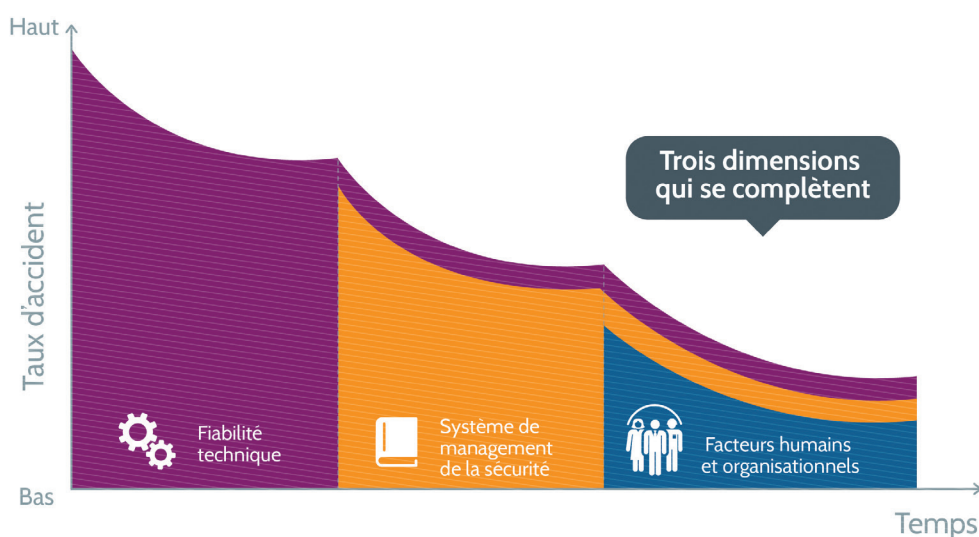 Haut
Trois dimensions
qui se complètent
Taux d'accident
Fiabilité
technique
Système de
management
de la sécurité
Facteurs humains
et organisationnels
Bas
Temps